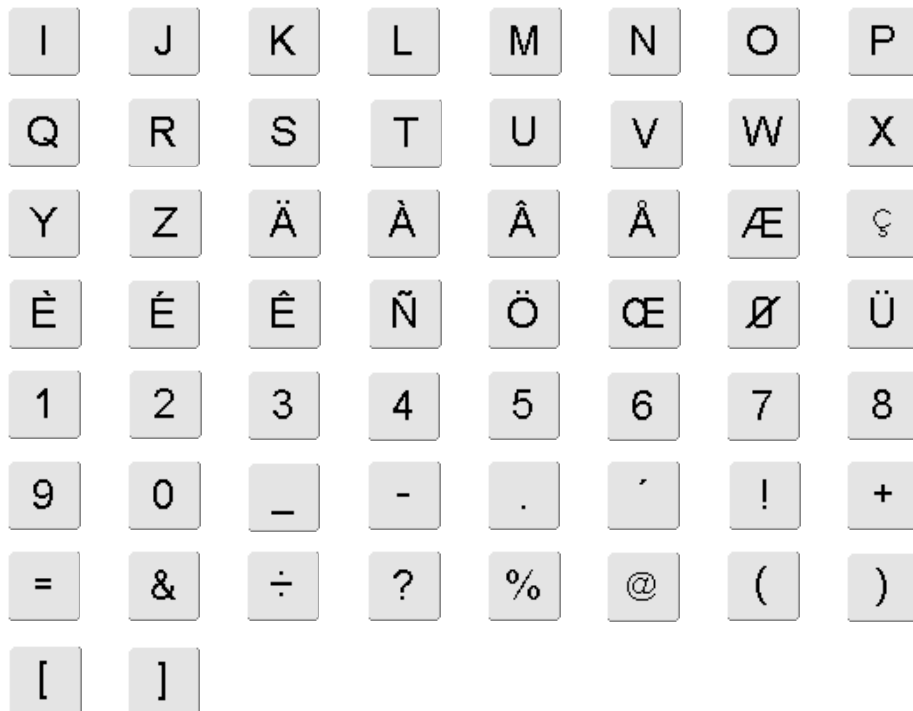 I J K L M N O P
Q R S T U V W X
Y Z Ä À Â Å Æ ç
È É Ê Ñ Ö Œ Ø Ü
1 2 3 4 5 6 7 8
9 0 _ - . ´ ! +
= & ÷ ? % @ ( )
[ ]